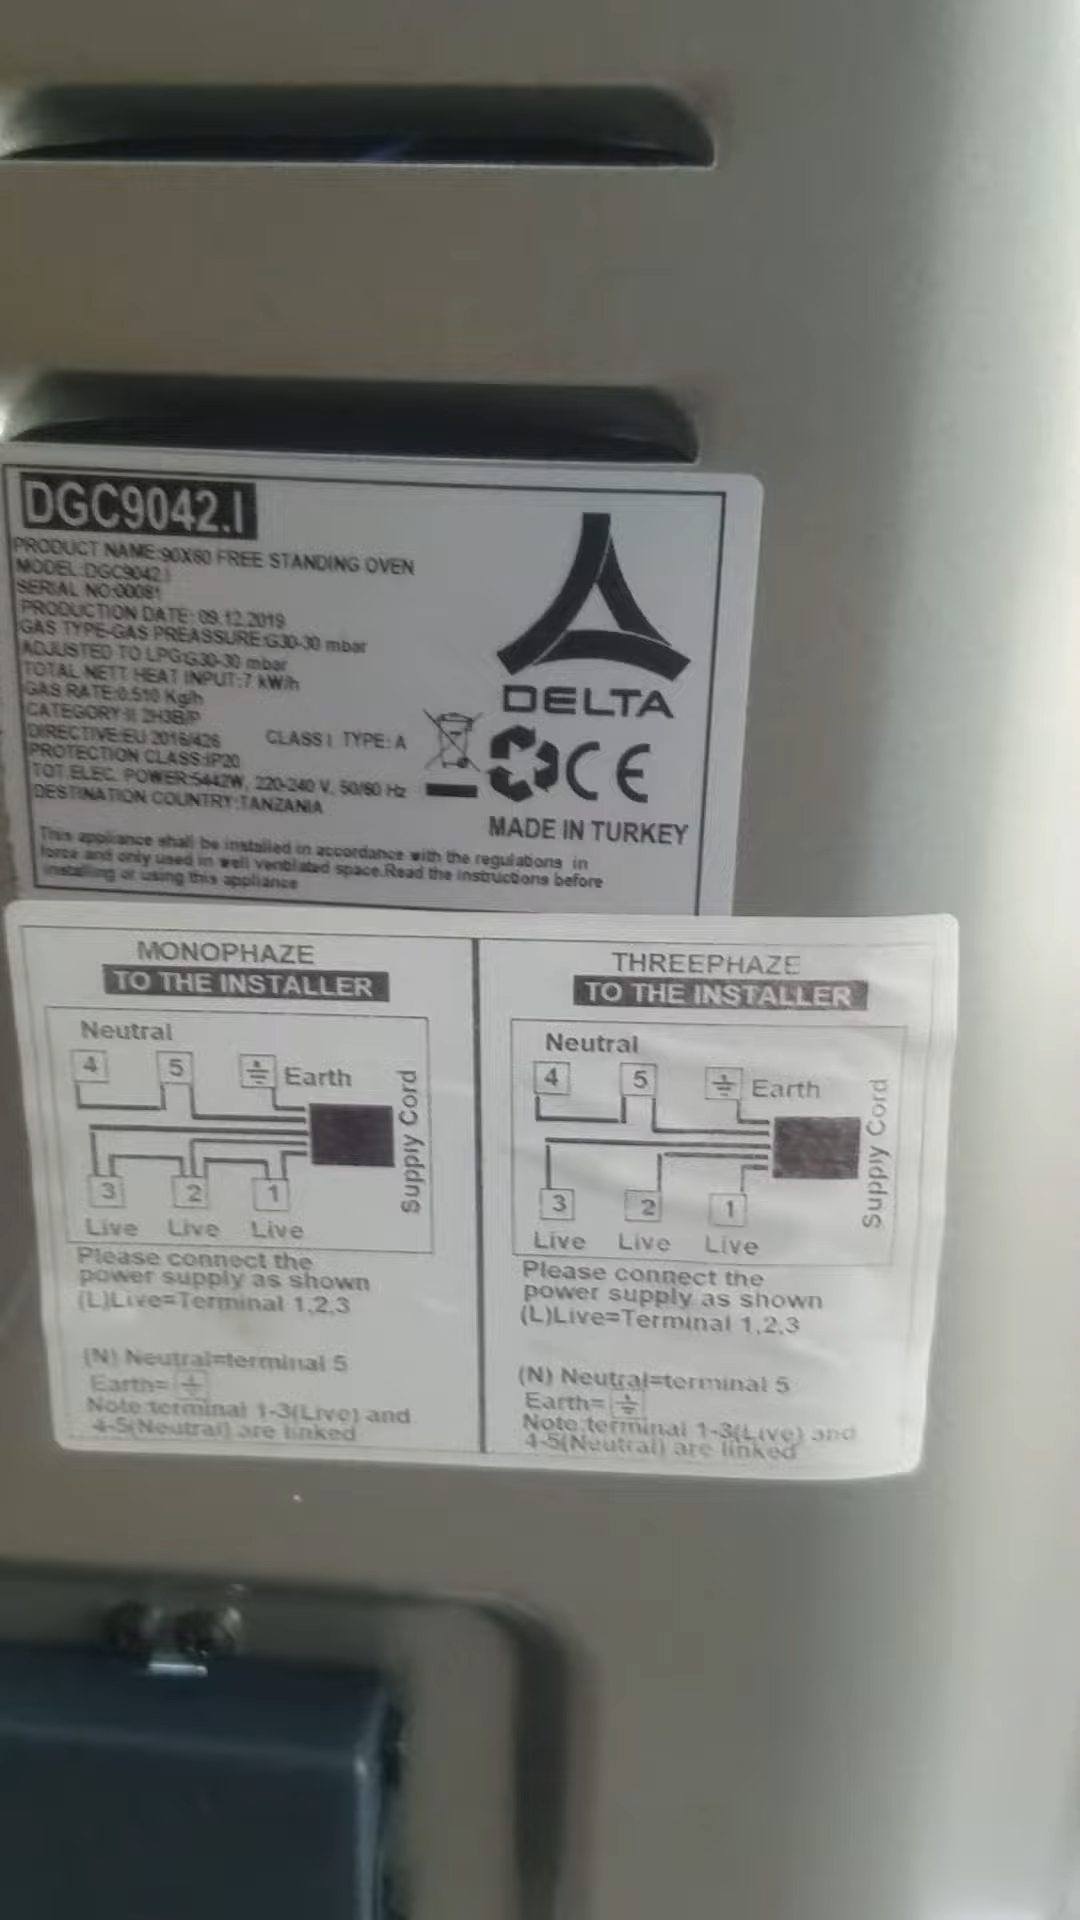 DGC9042.I
PRODUCT NAME:90X60 FREE STANDING OVEN
MODEL:DGC9042.I
SERIAL NO:00081
PRODUCTION DATE: 09.12.2019
GAS TYPE-GAS PREASSURE:G30-30 mbar
ADJUSTED TO LPG:G30-30 mbar
TOTAL NETT HEAT INPUT:7 kW/h
GAS RATE:0.510 Kg/h
CATEGORY:II 2H3B/P
DIRECTIVE:EU 2016/426 CLASS I TYPE: A
PROTECTION CLASS:IP20
TOT.ELEC. POWER:5442W, 220-240 V, 50/60 Hz
DESTINATION COUNTRY:TANZANIA
DELTA
CE
MADE IN TURKEY
This appliance shall be installed in accordance with the regulations in
force and only used in well ventilated space.Read the instructions before
installing or using this appliance
MONOPHAZE
TO THE INSTALLER
Neutral
4 5 Earth
Supply Cord
3 2 1
Live Live Live
Please connect the
power supply as shown
(L)Live=Terminal 1,2,3
(N) Neutral=terminal 5
Earth=
Note:terminal 1-3(Live) and
4-5(Neutral) are linked
THREEPHAZE
TO THE INSTALLER
Neutral
4 5 Earth
Supply Cord
3 2 1
Live Live Live
Please connect the
power supply as shown
(L)Live=Terminal 1,2,3
(N) Neutral=terminal 5
Earth=
Note:terminal 1-3(Live) and
4-5(Neutral) are linked